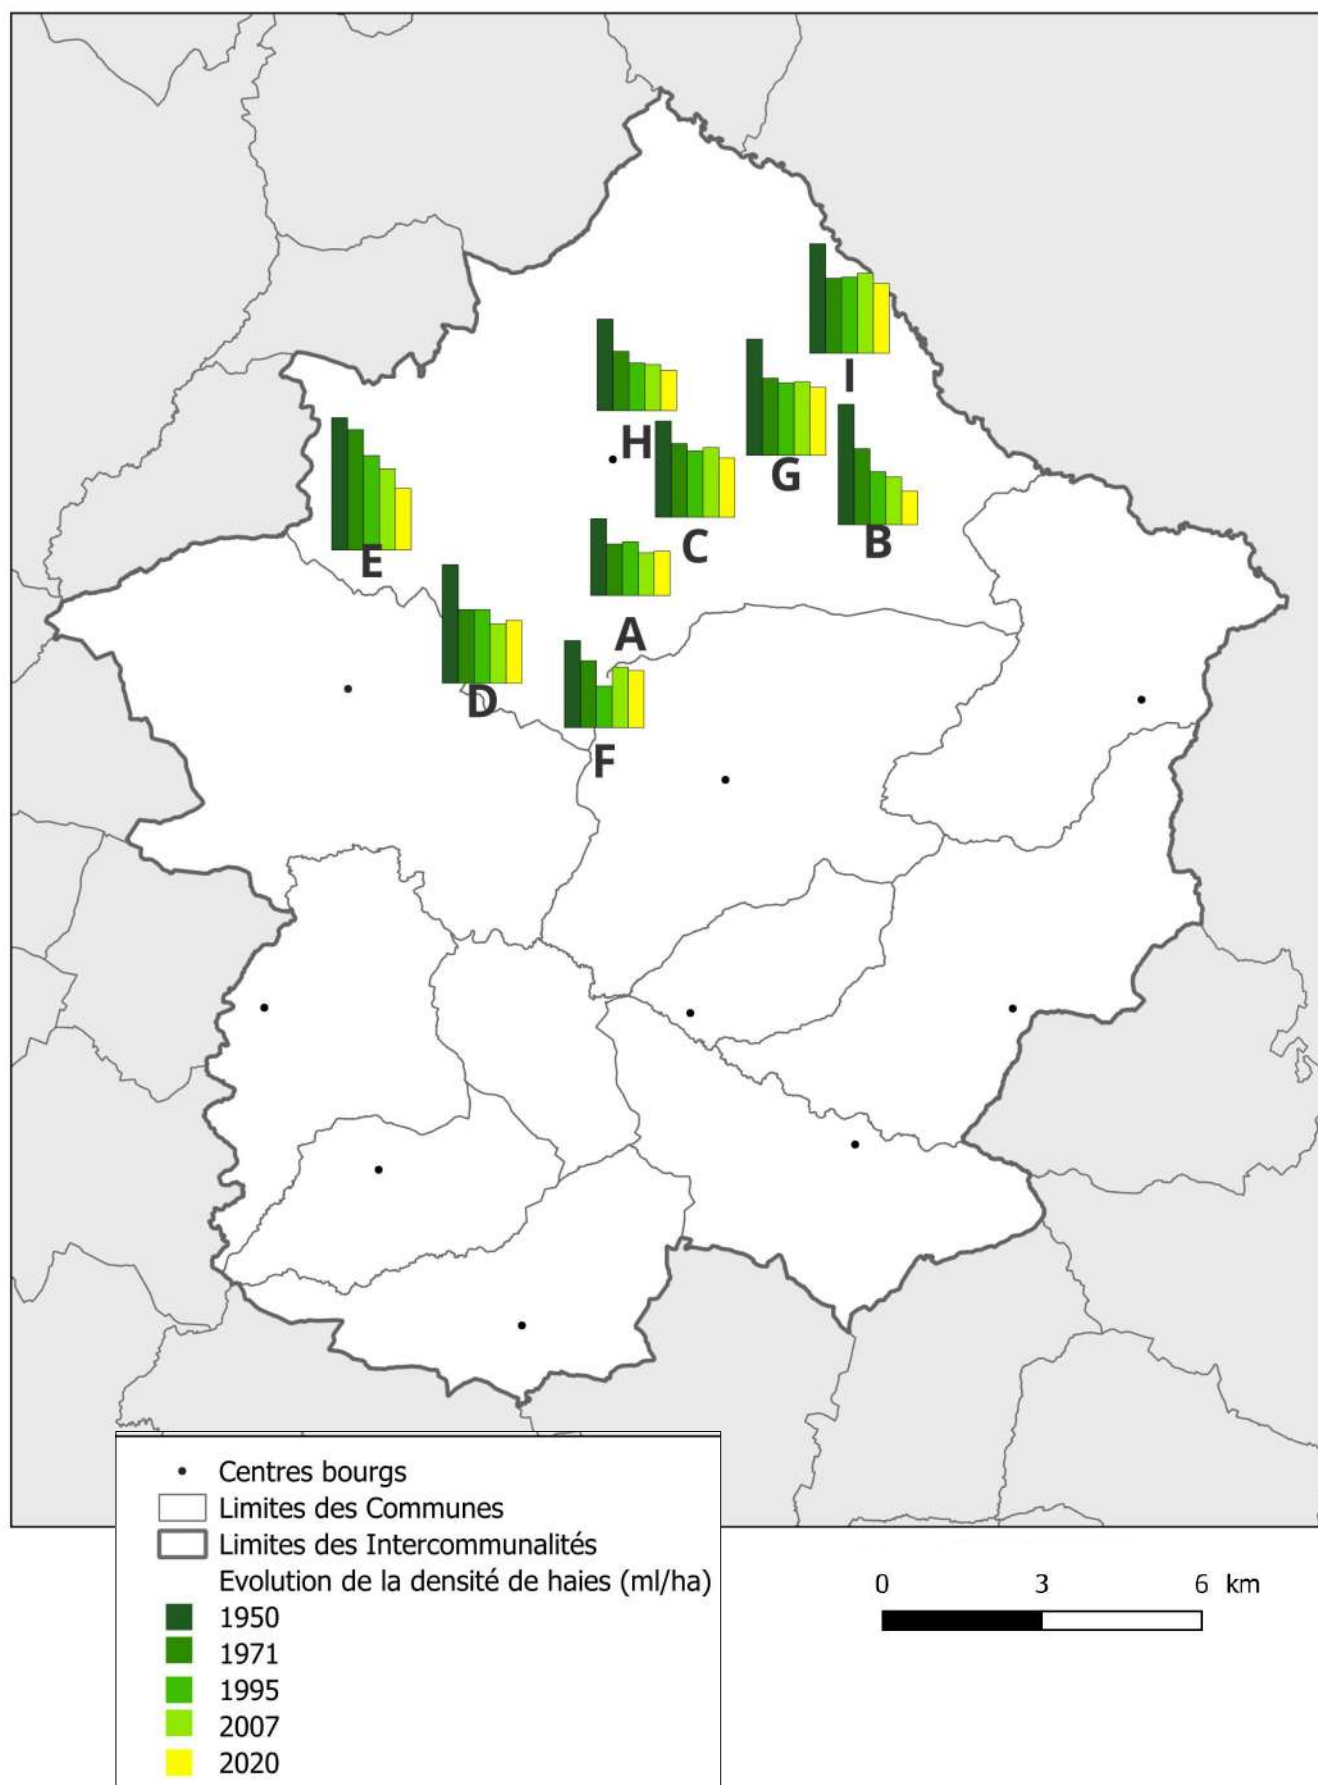 I
H
G
E
C
B
A
D
F
Centres bourgs
Limites des Communes
Limites des Intercommunalités
Evolution de la densité de haies (ml/ha)
1950
1971
1995
2007
2020
0 3 6 km